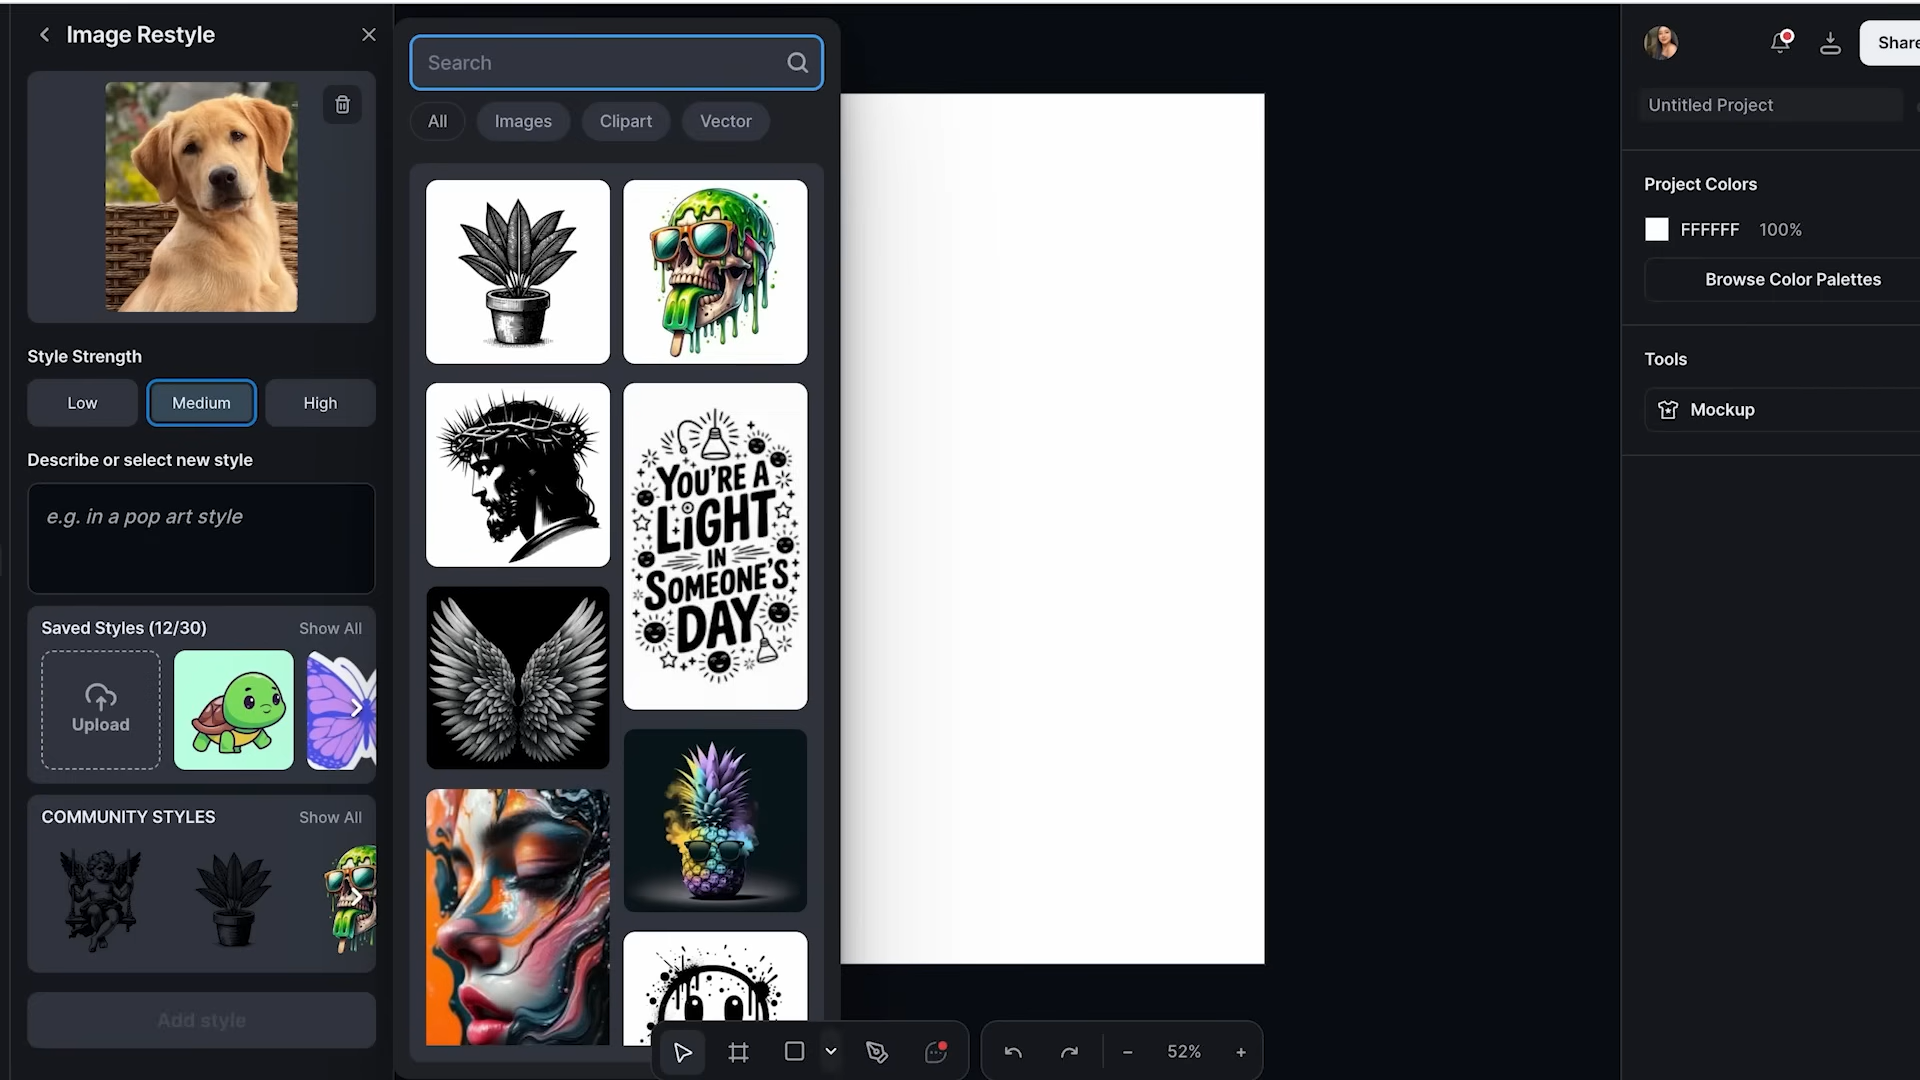 Image Restyle
Style Strength
Low
Medium
High
Describe or select new style
e.g. in a pop art style
Saved Styles (12/30)
Show All
Upload
COMMUNITY STYLES
Show All
Add style
Search
All
Images
Clipart
Vector
YOU'RE A
LIGHT
IN
SOMEONE'S
DAY
52%
Share
Untitled Project
Project Colors
FFFFFF
100%
Browse Color Palettes
Tools
Mockup